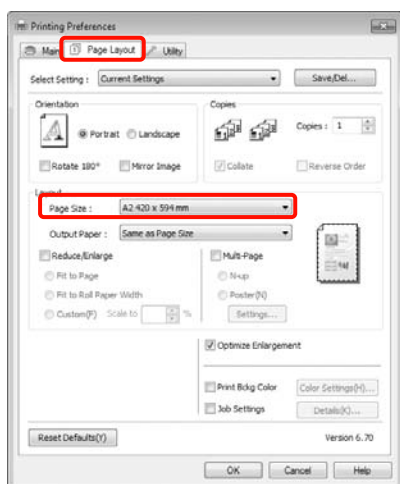 Printing Preferences
Main Page Layout Utility
Select Setting : Current Settings Save/Del...
Orientation Copies
A Portrait Landscape Copies : 1
Rotate 180° Mirror Image Collate Reverse Order
Layout
Page Size : A2 420 x 594 mm
Output Paper : Same as Page Size
Reduce/Enlarge Multi-Page
Fit to Page N-up
Fit to Roll Paper Width Poster(N)
Custom(F) Scale to % Settings...
Optimize Enlargement
Print Bckg Color Color Settings(H)...
Job Settings Details(K)...
Reset Defaults(Y) Version 6.70
OK Cancel Help